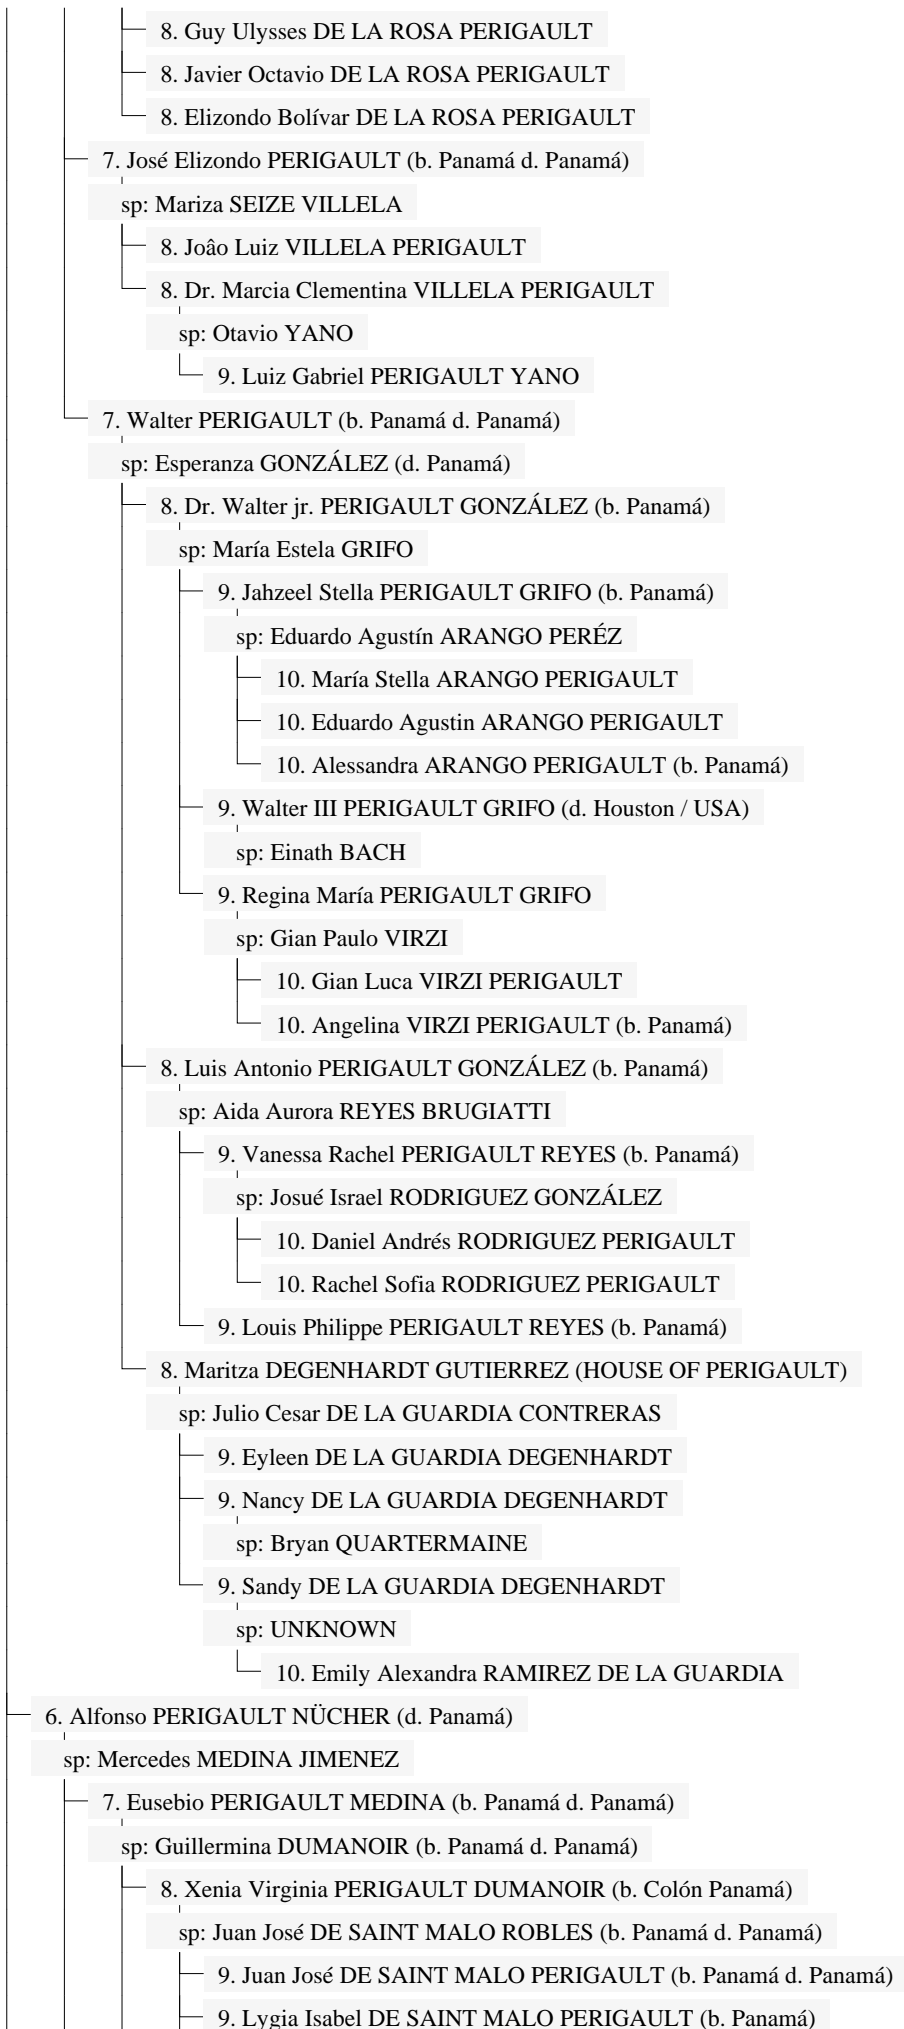 8. Guy Ulysses DE LA ROSA PERIGAULT
8. Javier Octavio DE LA ROSA PERIGAULT
8. Elizondo Bolívar DE LA ROSA PERIGAULT
7. José Elizondo PERIGAULT (b. Panamá d. Panamá)
sp: Mariza SEIZE VILLELA
8. Joâo Luiz VILLELA PERIGAULT
8. Dr. Marcia Clementina VILLELA PERIGAULT
sp: Otavio YANO
9. Luiz Gabriel PERIGAULT YANO
7. Walter PERIGAULT (b. Panamá d. Panamá)
sp: Esperanza GONZÁLEZ (d. Panamá)
8. Dr. Walter jr. PERIGAULT GONZÁLEZ (b. Panamá)
sp: María Estela GRIFO
9. Jahzeel Stella PERIGAULT GRIFO (b. Panamá)
sp: Eduardo Agustín ARANGO PERÉZ
10. María Stella ARANGO PERIGAULT
10. Eduardo Agustin ARANGO PERIGAULT
10. Alessandra ARANGO PERIGAULT (b. Panamá)
9. Walter III PERIGAULT GRIFO (d. Houston / USA)
sp: Einath BACH
9. Regina María PERIGAULT GRIFO
sp: Gian Paulo VIRZI
10. Gian Luca VIRZI PERIGAULT
10. Angelina VIRZI PERIGAULT (b. Panamá)
8. Luis Antonio PERIGAULT GONZÁLEZ (b. Panamá)
sp: Aida Aurora REYES BRUGIATTI
9. Vanessa Rachel PERIGAULT REYES (b. Panamá)
sp: Josué Israel RODRIGUEZ GONZÁLEZ
10. Daniel Andrés RODRIGUEZ PERIGAULT
10. Rachel Sofia RODRIGUEZ PERIGAULT
9. Louis Philippe PERIGAULT REYES (b. Panamá)
8. Maritza DEGENHARDT GUTIERREZ (HOUSE OF PERIGAULT)
sp: Julio Cesar DE LA GUARDIA CONTRERAS
9. Eyleen DE LA GUARDIA DEGENHARDT
9. Nancy DE LA GUARDIA DEGENHARDT
sp: Bryan QUARTERMAINE
9. Sandy DE LA GUARDIA DEGENHARDT
sp: UNKNOWN
10. Emily Alexandra RAMIREZ DE LA GUARDIA
6. Alfonso PERIGAULT NÜCHER (d. Panamá)
sp: Mercedes MEDINA JIMENEZ
7. Eusebio PERIGAULT MEDINA (b. Panamá d. Panamá)
sp: Guillermina DUMANOIR (b. Panamá d. Panamá)
8. Xenia Virginia PERIGAULT DUMANOIR (b. Colón Panamá)
sp: Juan José DE SAINT MALO ROBLES (b. Panamá d. Panamá)
9. Juan José DE SAINT MALO PERIGAULT (b. Panamá d. Panamá)
9. Lygia Isabel DE SAINT MALO PERIGAULT (b. Panamá)